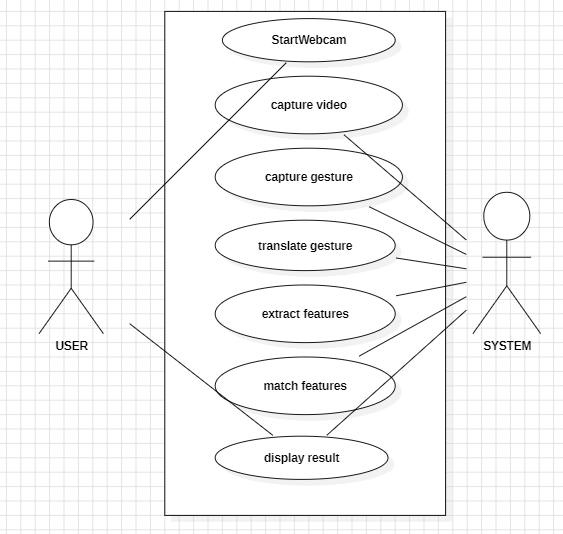 StartWebcam
capture video
capture gesture
translate gesture
extract features
USER
SYSTEM
match features
display result